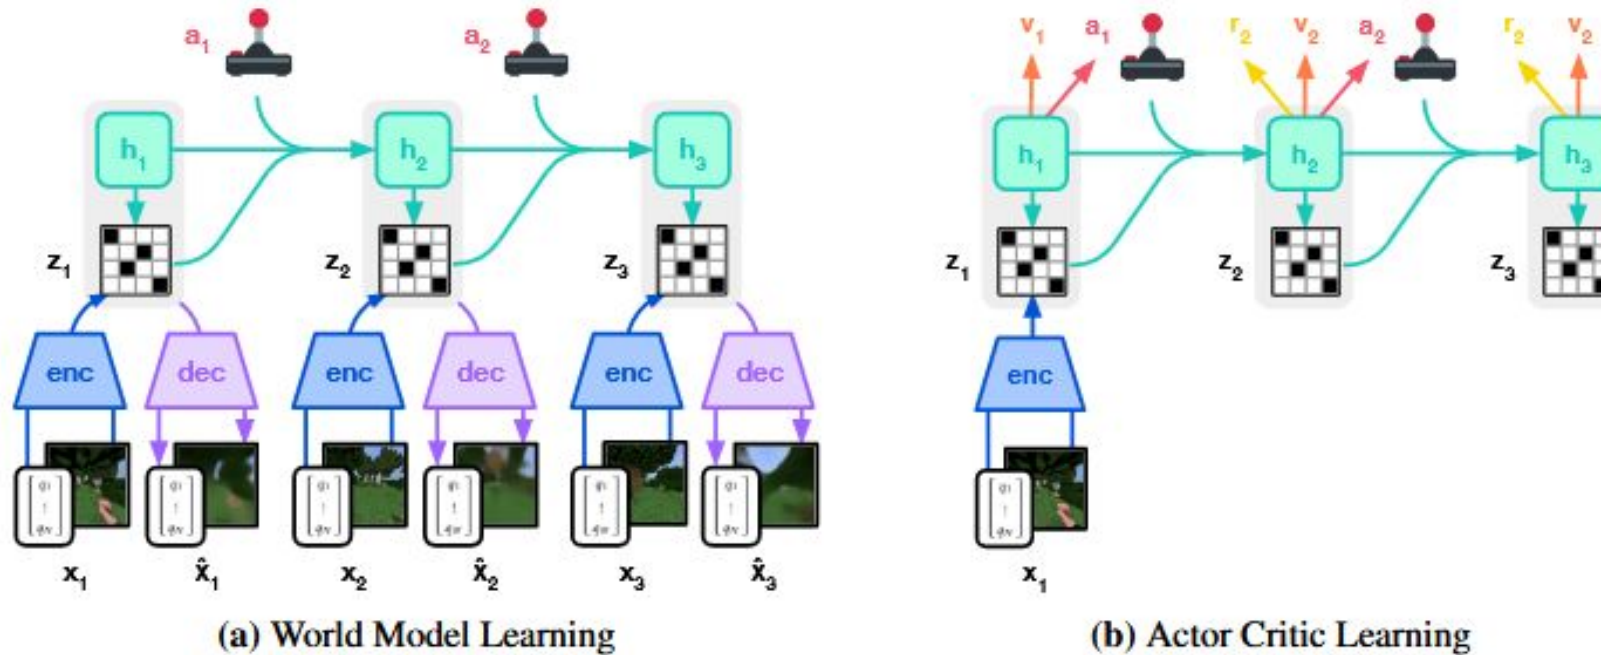 a₁ a₂ v₁ a₁ r₂ v₂ a₂ r₂ v₂
h₁ h₂ h₃ h₁ h₂ h₃
z₁ z₂ z₃ z₁ z₂ z₃
enc dec enc dec enc dec enc
x₁ x̂₁ x₂ x̂₂ x₃ x̂₃ x₁
(a) World Model Learning (b) Actor Critic Learning